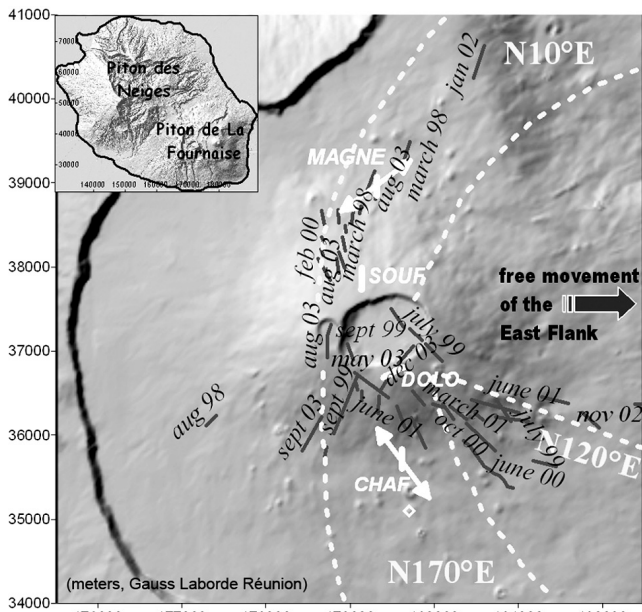 41000
40000
39000
38000
37000
36000
35000
34000
70000
60000
50000
40000
30000
140000 150000 160000 170000 180000
Piton des
Neiges
Piton de La
Fournaise
N10°E
jan 02
MAGNE
aug 03
march 98
feb 00
aug 03
march 98
SOUF
free movement
of the
East Flank
aug 03
sept 99
july 99
may 03
dec 03
DOLO
sept 03
sept 99
june 01
aug 98
june 01
nov 02
march 01
july 99
oct 00
june 00
N120°E
CHAF
N170°E
(meters, Gauss Laborde Réunion)